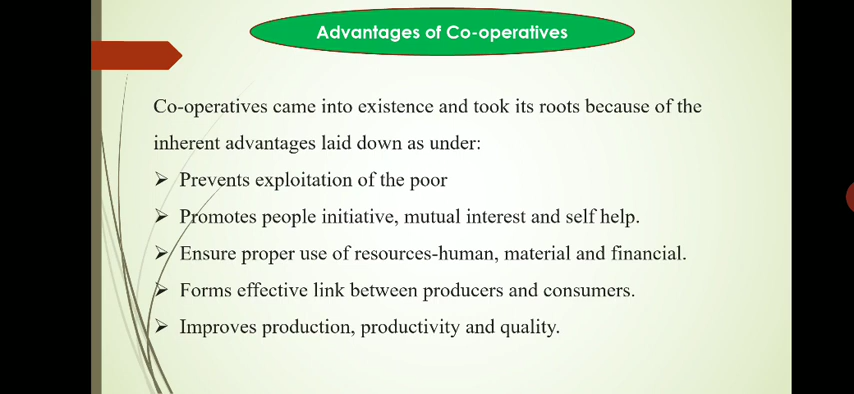 Advantages of Co-operatives
Co-operatives came into existence and took its roots because of the
inherent advantages laid down as under:
➢ Prevents exploitation of the poor
➢ Promotes people initiative, mutual interest and self help.
➢ Ensure proper use of resources-human, material and financial.
➢ Forms effective link between producers and consumers.
➢ Improves production, productivity and quality.